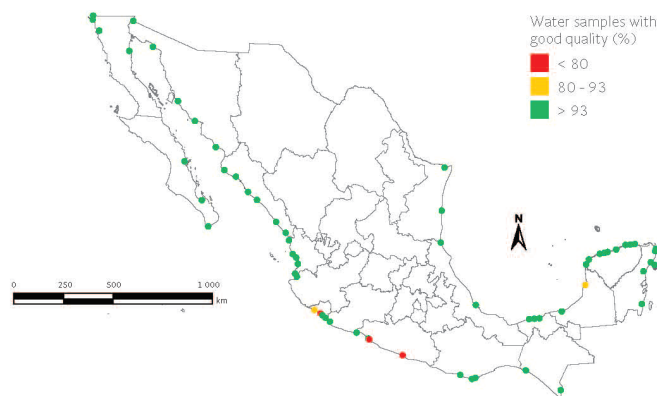 Water samples with
good quality (%)
< 80
80 - 93
> 93
N
0 250 500 1 000
km